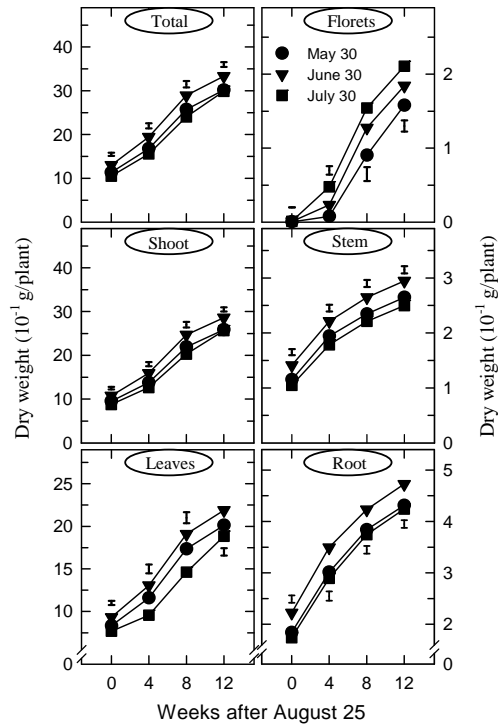 Total
Florets
40
30
20
10
0
May 30
June 30
July 30
2
1
0
Shoot
Stem
40
30
20
10
0
3
2
1
0
Leaves
Root
25
20
15
10
0
5
4
3
2
0
0 4 8 12
0 4 8 12
Dry weight (10-1 g/plant)
Dry weight (10-1 g/plant)
Weeks after August 25